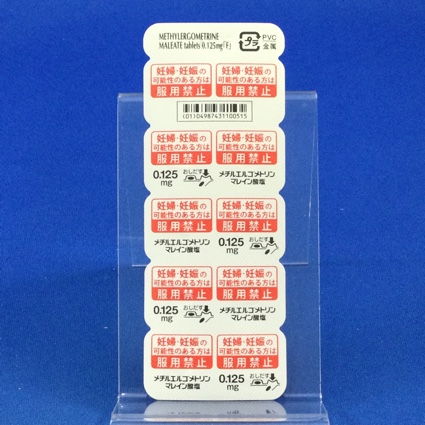 METHYLERGOMETRINE
MALEATE tablets 0.125mg「F」
プラ
PVC
金属
妊婦・妊娠の
可能性のある方は
服用禁止
妊婦・妊娠の
可能性のある方は
服用禁止
(01)04987431100515
妊婦・妊娠の
可能性のある方は
服用禁止
妊婦・妊娠の
可能性のある方は
服用禁止
0.125
mg
おしだす
メチルエルゴメトリン
マレイン酸塩
妊婦・妊娠の
可能性のある方は
服用禁止
妊婦・妊娠の
可能性のある方は
服用禁止
メチルエルゴメトリン
マレイン酸塩
0.125
mg
おしだす
妊婦・妊娠の
可能性のある方は
服用禁止
妊婦・妊娠の
可能性のある方は
服用禁止
0.125
mg
おしだす
メチルエルゴメトリン
マレイン酸塩
妊婦・妊娠の
可能性のある方は
服用禁止
妊婦・妊娠の
可能性のある方は
服用禁止
メチルエルゴメトリン
マレイン酸塩
0.125
mg
おしだす